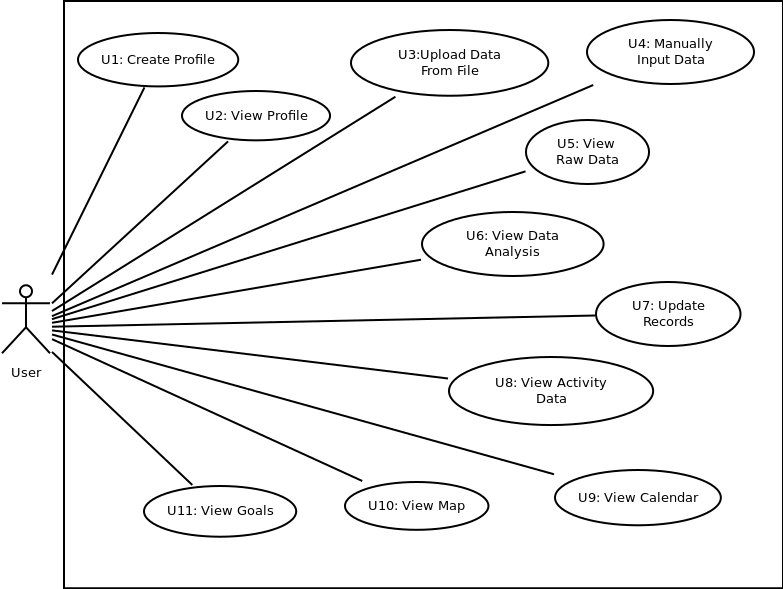 U1: Create Profile
U2: View Profile
U3:Upload Data
From File
U4: Manually
Input Data
U5: View
Raw Data
U6: View Data
Analysis
U7: Update
Records
User
U8: View Activity
Data
U9: View Calendar
U10: View Map
U11: View Goals